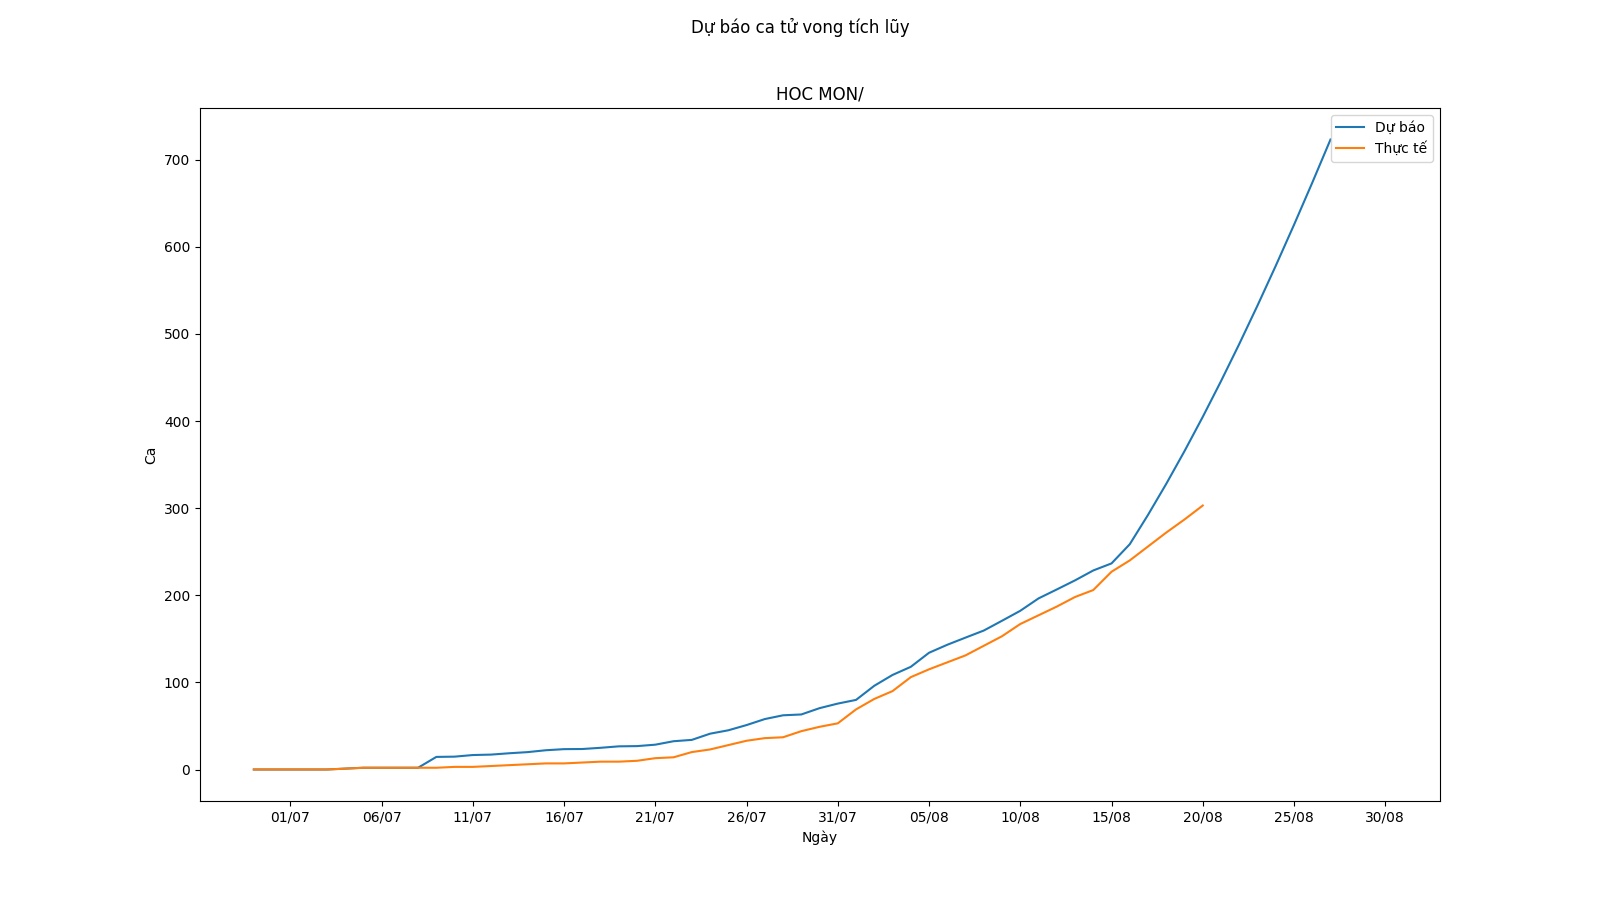 Dự báo ca tử vong tích lũy
HOC MON/
Dự báo
Thực tế
700
600
500
400
300
200
100
0
Ca
01/07 06/07 11/07 16/07 21/07 26/07 31/07 05/08 10/08 15/08 20/08 25/08 30/08
Ngày